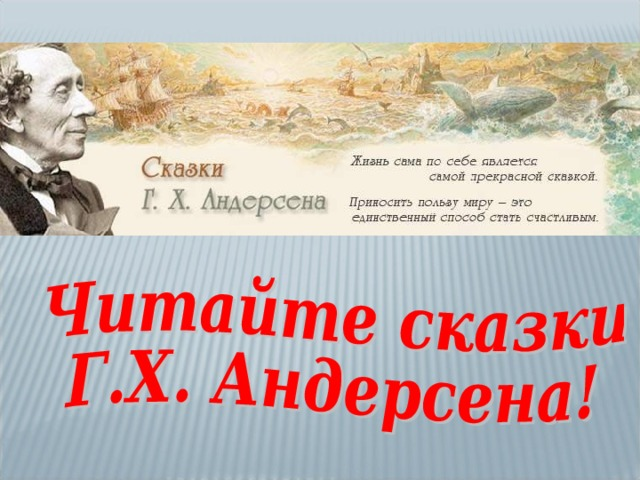 Сказки
Г. Х. Андерсена
Жизнь сама по себе является
самой прекрасной сказкой.
Приносить пользу миру – это
единственный способ стать счастливым.
Читайте сказки
Г.Х. Андерсена!